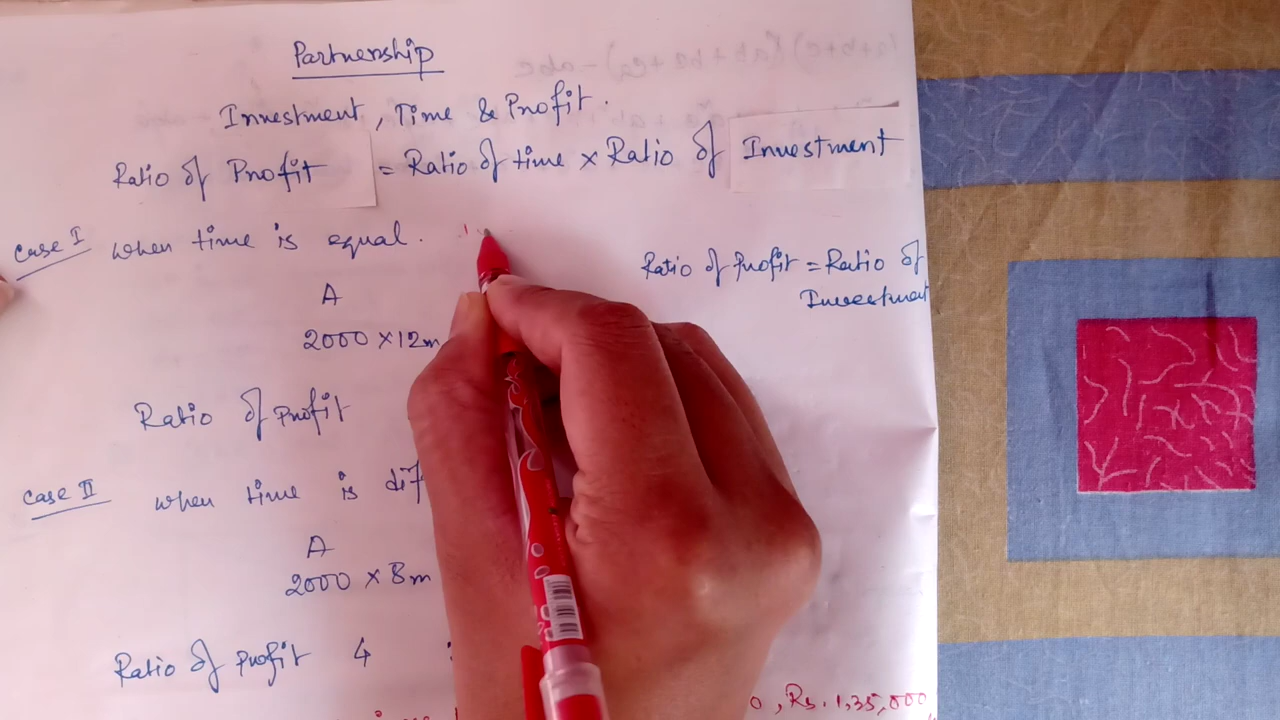 Partnership
Investment, Time & Profit.
Ratio of Profit = Ratio of time × Ratio of Investment
Case I when time is equal.
Ratio of Profit = Ratio of
Investment
A
2000 × 12m
Ratio of Profit
Case II when time is dif
A
2000 × 8m
Ratio of Profit 4 :
0, Rs. 1,35,000